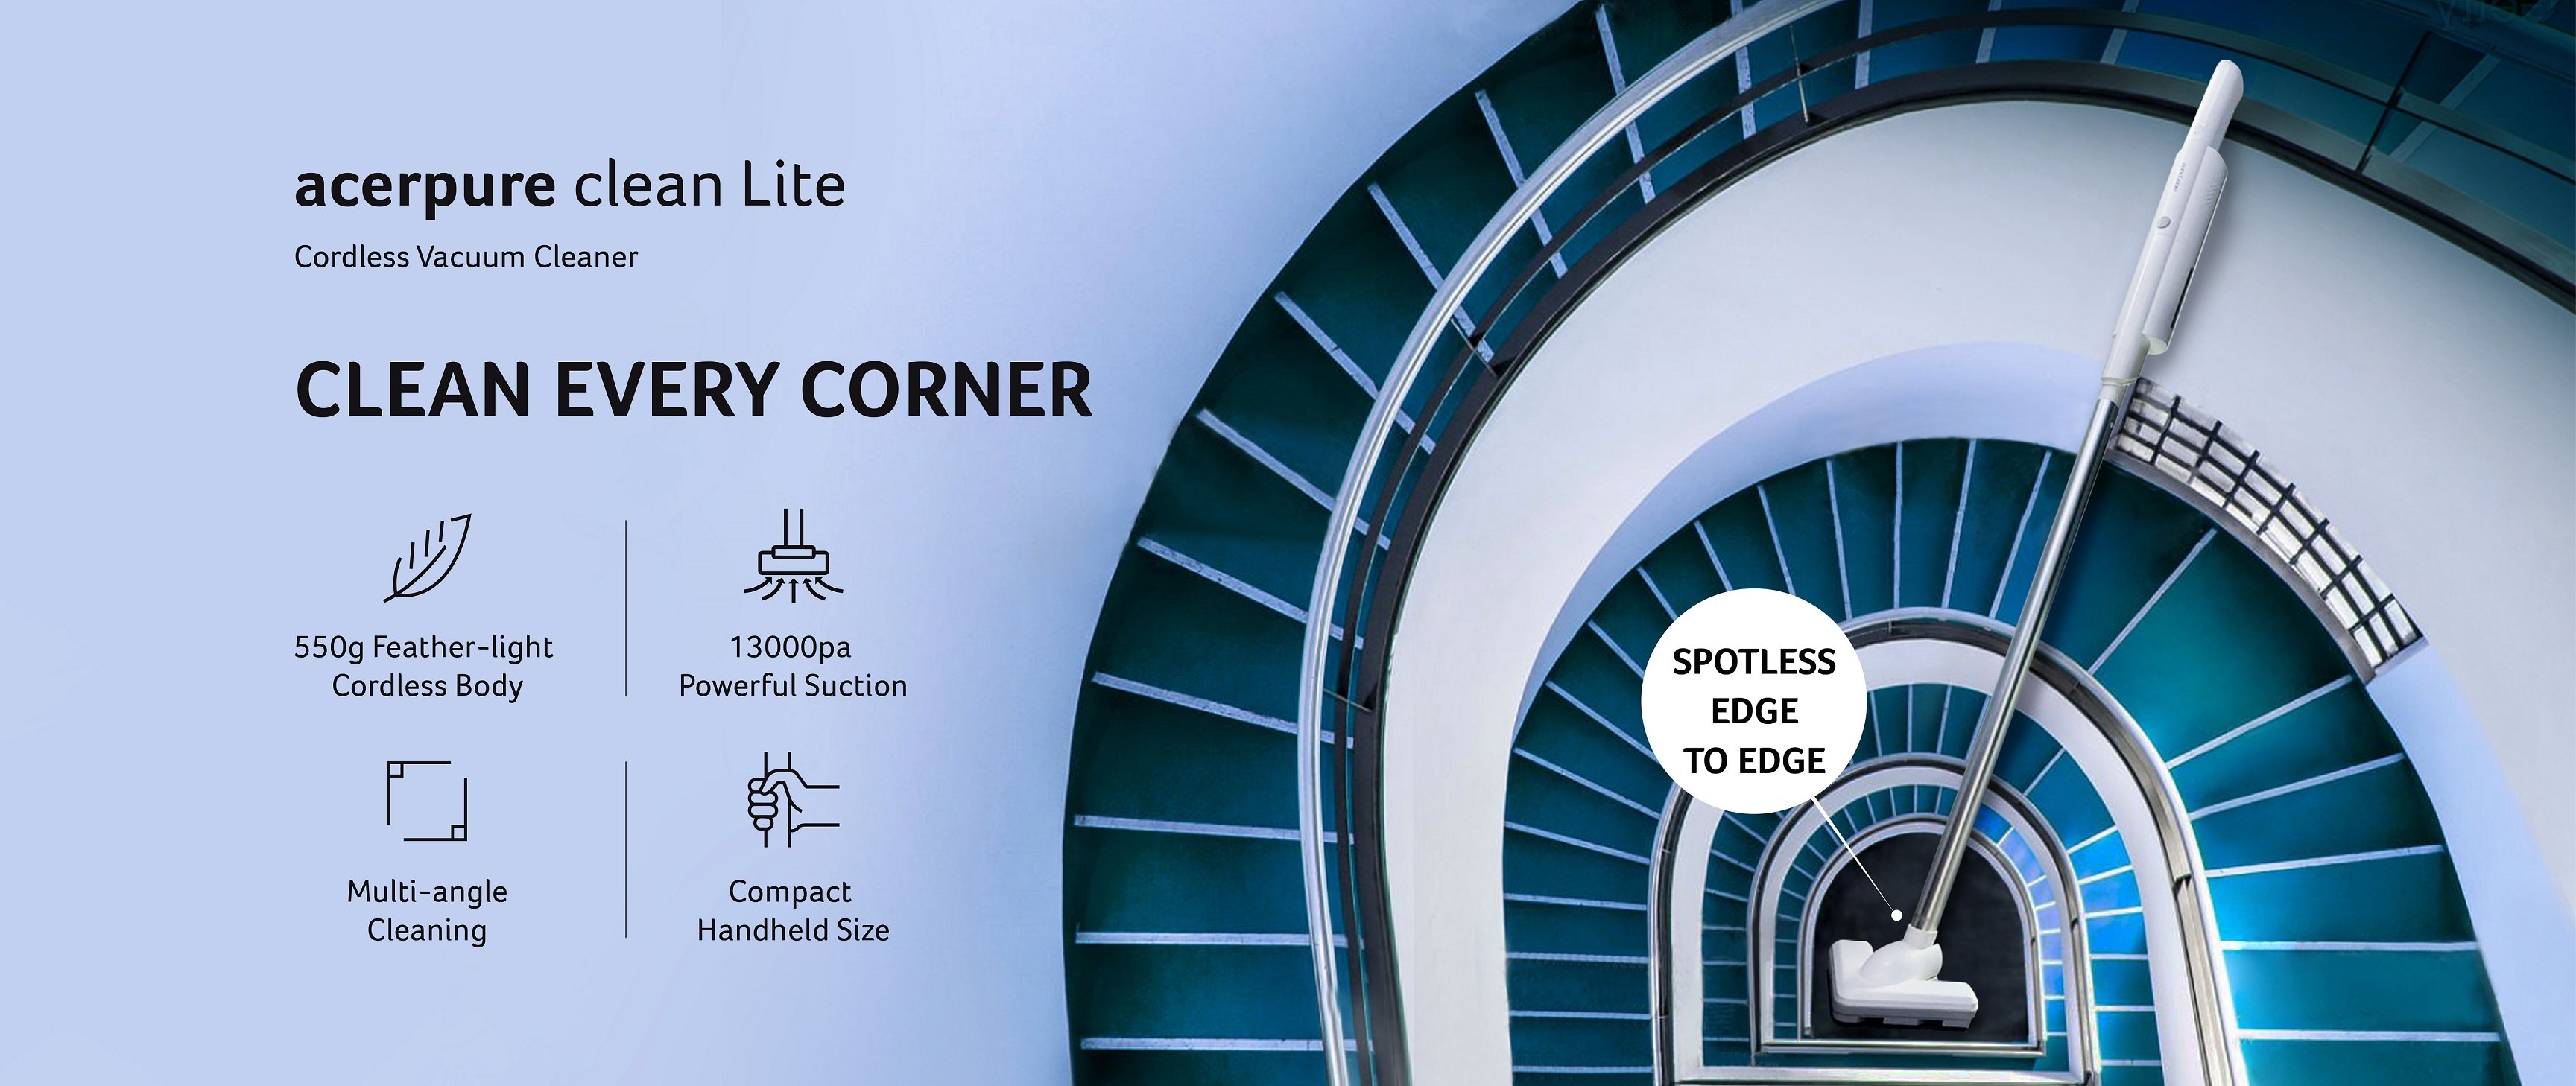 acerpure clean Lite
Cordless Vacuum Cleaner
CLEAN EVERY CORNER
550g Feather-light
Cordless Body
13000pa
Powerful Suction
Multi-angle
Cleaning
Compact
Handheld Size
SPOTLESS
EDGE
TO EDGE